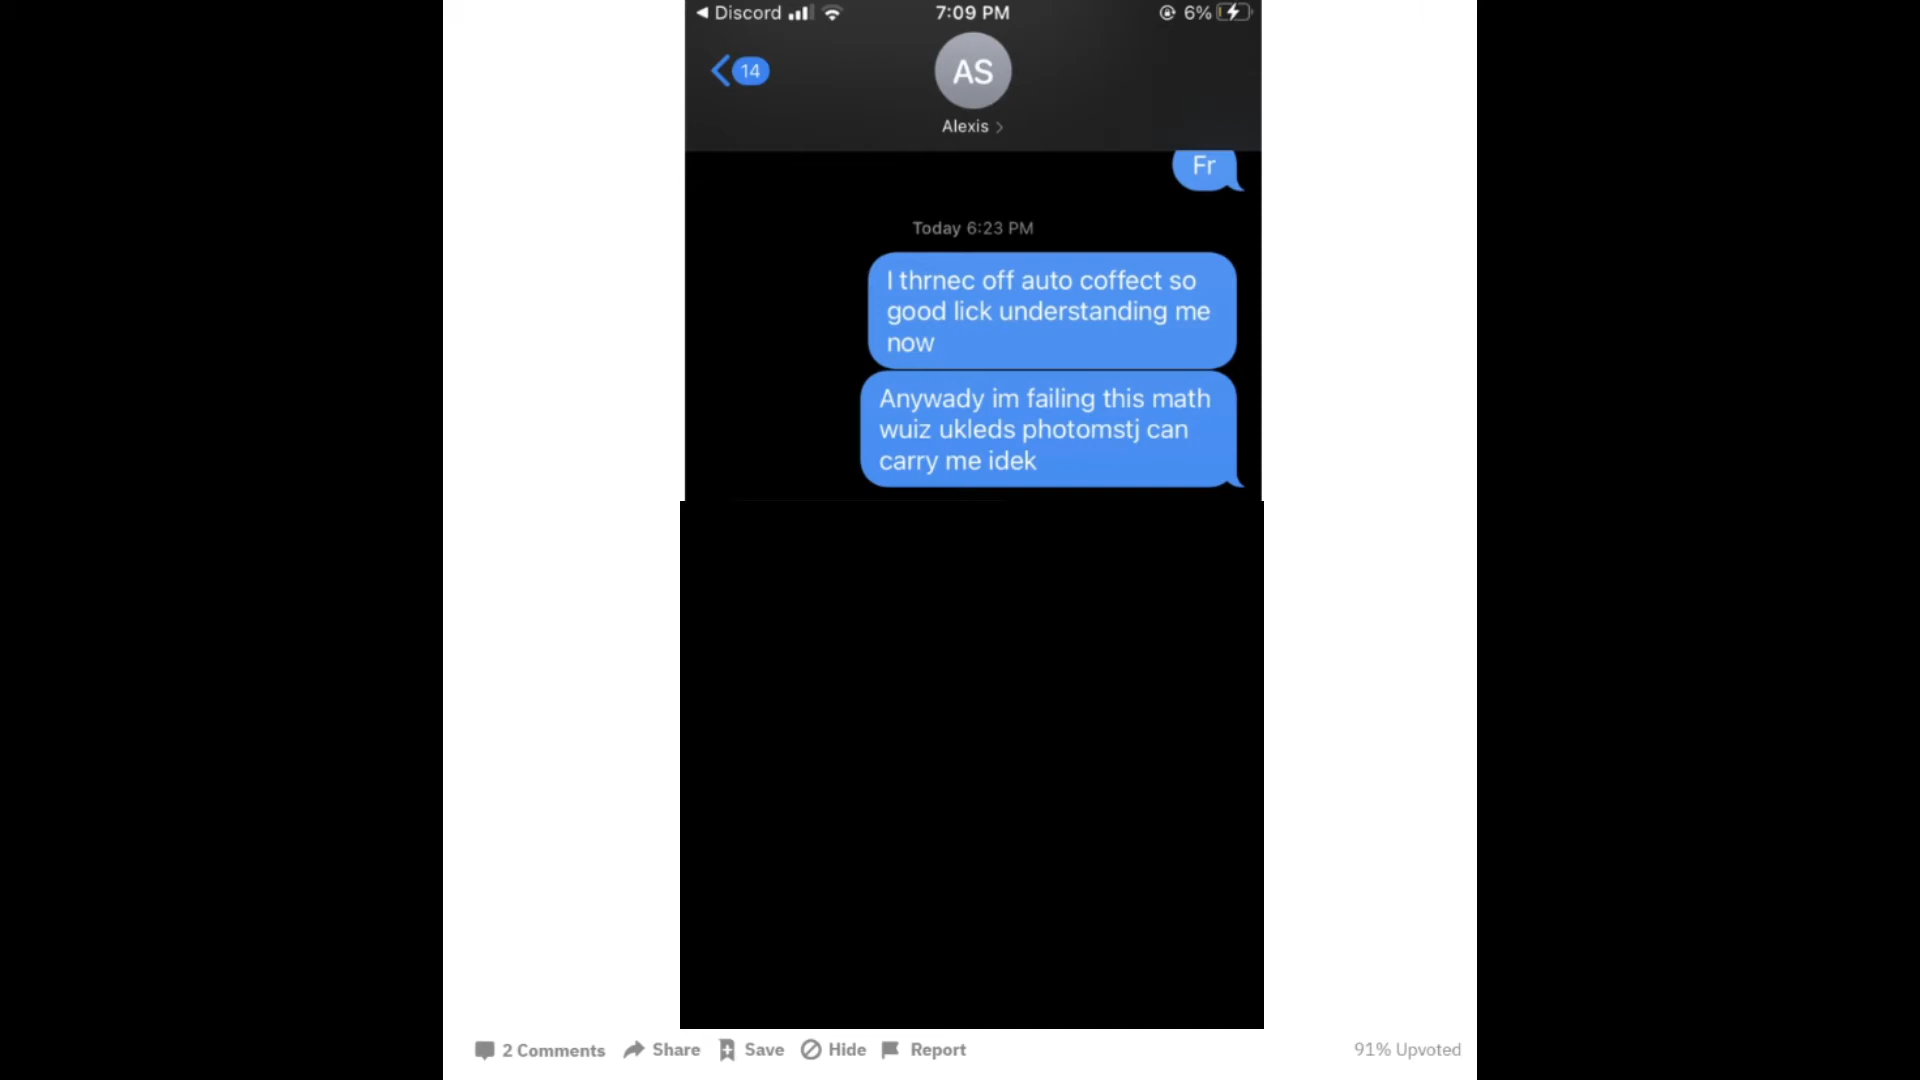 Discord 7:09 PM 6%
14
AS
Alexis
Fr
Today 6:23 PM
I thrnec off auto coffect so
good lick understanding me
now
Anywady im failing this math
wuiz ukleds photomstj can
carry me idek
2 Comments Share Save Hide Report 91% Upvoted